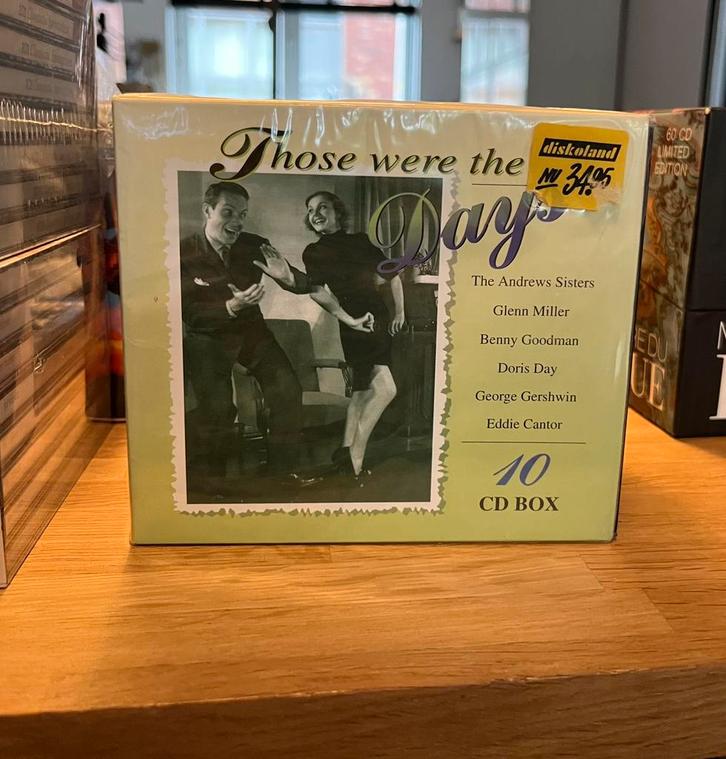 Those were the
Days
diskoland
NU 34.95
The Andrews Sisters
Glenn Miller
Benny Goodman
Doris Day
George Gershwin
Eddie Cantor
10
CD BOX
60 CD
LIMITED
EDITION